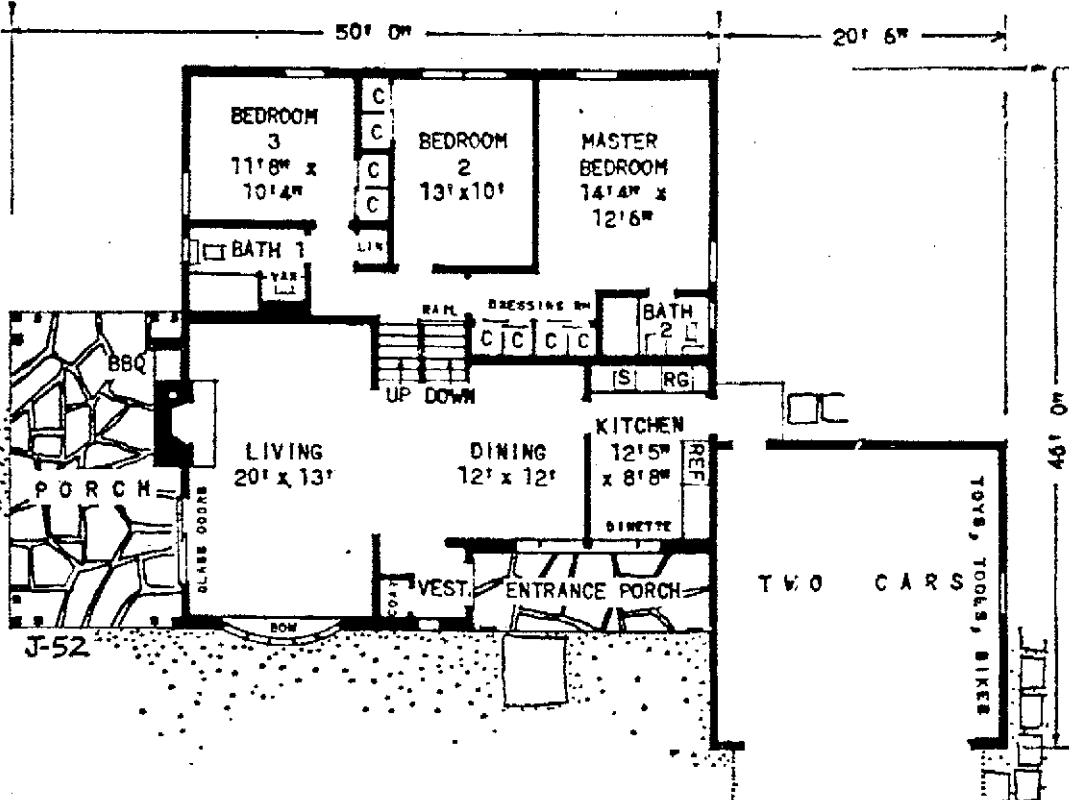 50' 0"
20' 6"
BEDROOM
3
11'8" x
10'4"
C
C
C
C
BEDROOM
2
13'x10'
MASTER
BEDROOM
14'4" x
12'6"
BATH 1
LIN
VAN
RAIL
DRESSING RM
C
C
C
C
BATH
2
BBQ
UP
DOWN
S
RG
LIVING
20' x 13'
DINING
12' x 12'
KITCHEN
12'5"
x 8'8"
REF
DINETTE
PORCH
GLASS DOORS
COAT
VEST.
ENTRANCE PORCH
TWO CARS
TOYS, TOOLS, BIKES
46' 0"
BOW
J-52